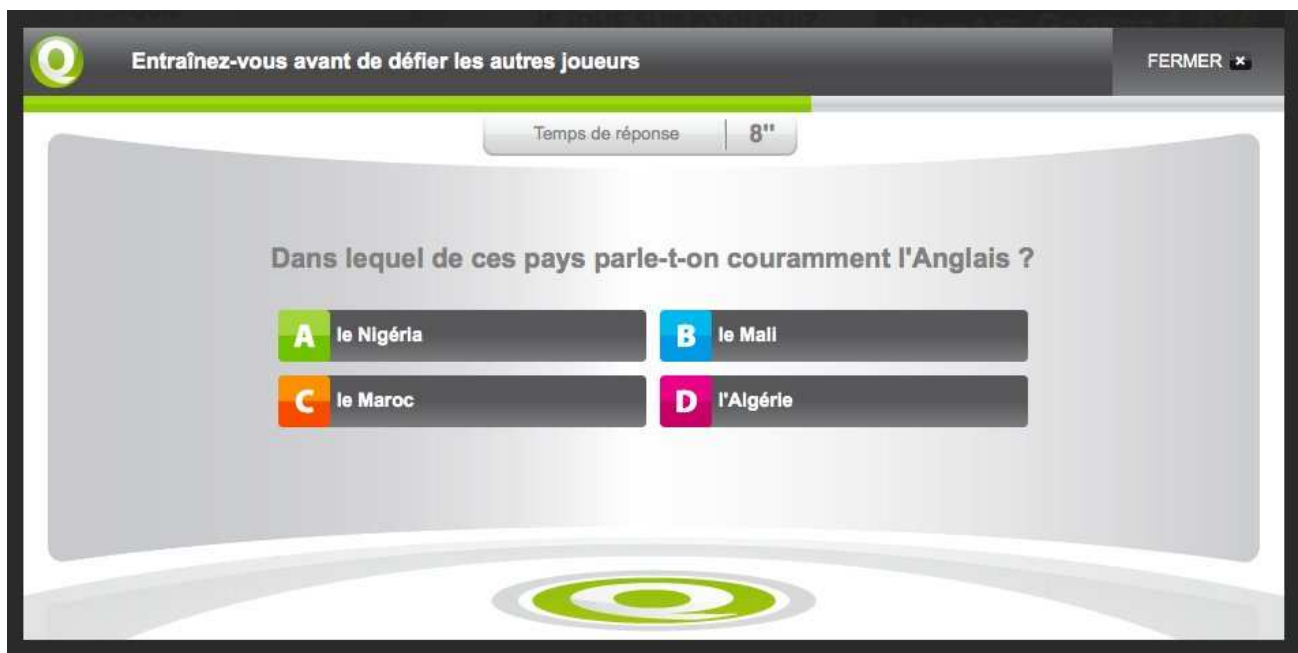 Entraînez-vous avant de défier les autres joueurs
FERMER ×
Temps de réponse 8''
Dans lequel de ces pays parle-t-on couramment l'Anglais ?
A le Nigéria
B le Mali
C le Maroc
D l'Algérie